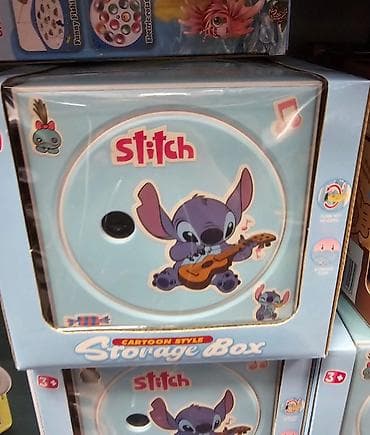 Stitch
CARTOON STYLE
Storage Box
3+
Stitch
3+